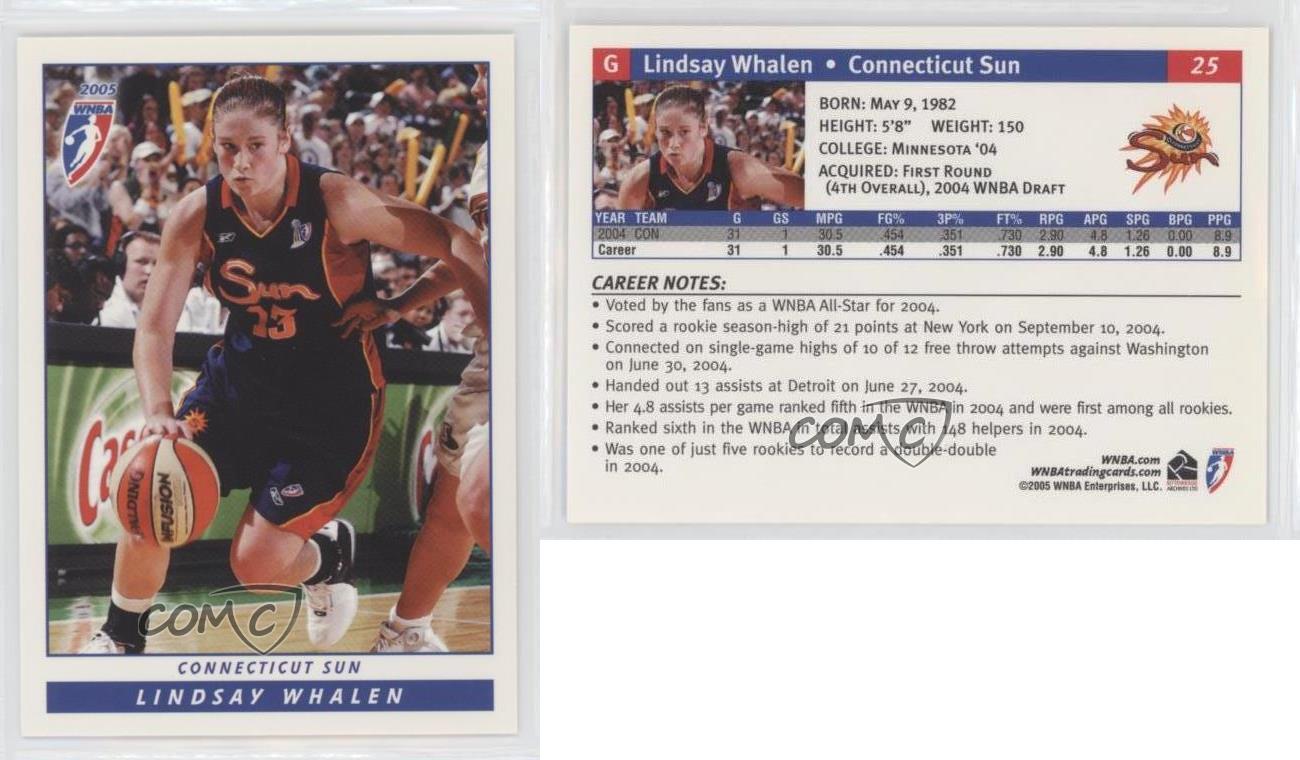 2005
WNBA
Sun
13
SPALDING
INFUSION
COMC
CONNECTICUT SUN
LINDSAY WHALEN
G Lindsay Whalen • Connecticut Sun 25
BORN: MAY 9, 1982
HEIGHT: 5'8” WEIGHT: 150
COLLEGE: MINNESOTA '04
ACQUIRED: FIRST ROUND
(4TH OVERALL), 2004 WNBA DRAFT
Sun
YEAR TEAM G GS MPG FG% 3P% FT% RPG APG SPG BPG PPG
2004 CON 31 1 30.5 .454 .351 .730 2.90 4.8 1.26 0.00 8.9
Career 31 1 30.5 .454 .351 .730 2.90 4.8 1.26 0.00 8.9
CAREER NOTES:
• Voted by the fans as a WNBA All-Star for 2004.
• Scored a rookie season-high of 21 points at New York on September 10, 2004.
• Connected on single-game highs of 10 of 12 free throw attempts against Washington
on June 30, 2004.
• Handed out 13 assists at Detroit on June 27, 2004.
• Her 4.8 assists per game ranked fifth in the WNBA in 2004 and were first among all rookies.
• Ranked sixth in the WNBA in total assists with 148 helpers in 2004.
• Was one of just five rookies to record a double-double
in 2004.
COMC
WNBA.com
WNBAtradingcards.com
©2005 WNBA Enterprises, LLC.
RITTENHOUSE
ARCHIVES LTD